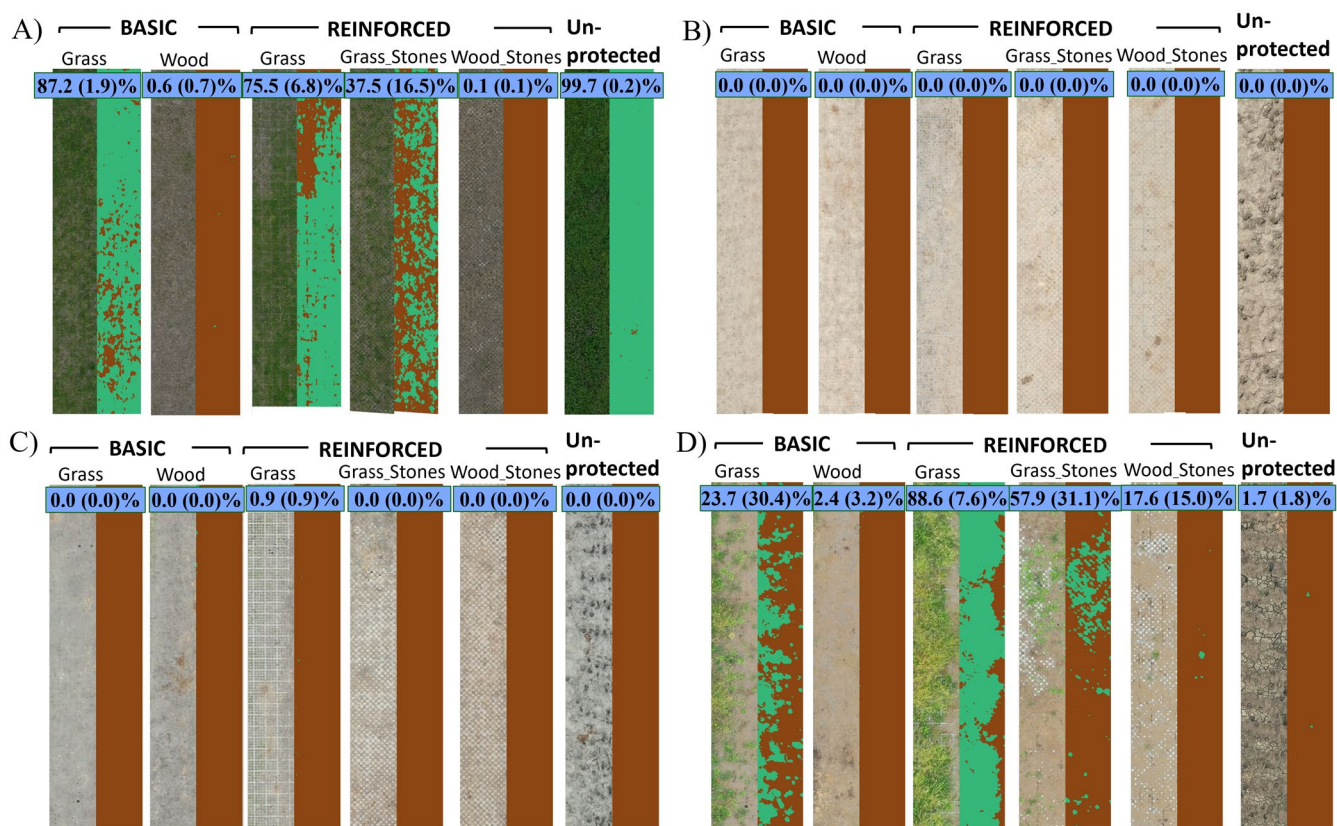 A)
BASIC
REINFORCED
Un-
protected
Grass
Wood
Grass
Grass_Stones
Wood_Stones
87.2 (1.9)%
0.6 (0.7)%
75.5 (6.8)%
37.5 (16.5)%
0.1 (0.1)%
99.7 (0.2)%
B)
BASIC
REINFORCED
Un-
protected
Grass
Wood
Grass
Grass_Stones
Wood_Stones
0.0 (0.0)%
0.0 (0.0)%
0.0 (0.0)%
0.0 (0.0)%
0.0 (0.0)%
0.0 (0.0)%
C)
BASIC
REINFORCED
Un-
protected
Grass
Wood
Grass
Grass_Stones
Wood_Stones
0.0 (0.0)%
0.0 (0.0)%
0.9 (0.9)%
0.0 (0.0)%
0.0 (0.0)%
0.0 (0.0)%
D)
BASIC
REINFORCED
Un-
protected
Grass
Wood
Grass
Grass_Stones
Wood_Stones
23.7 (30.4)%
2.4 (3.2)%
88.6 (7.6)%
57.9 (31.1)%
17.6 (15.0)%
1.7 (1.8)%